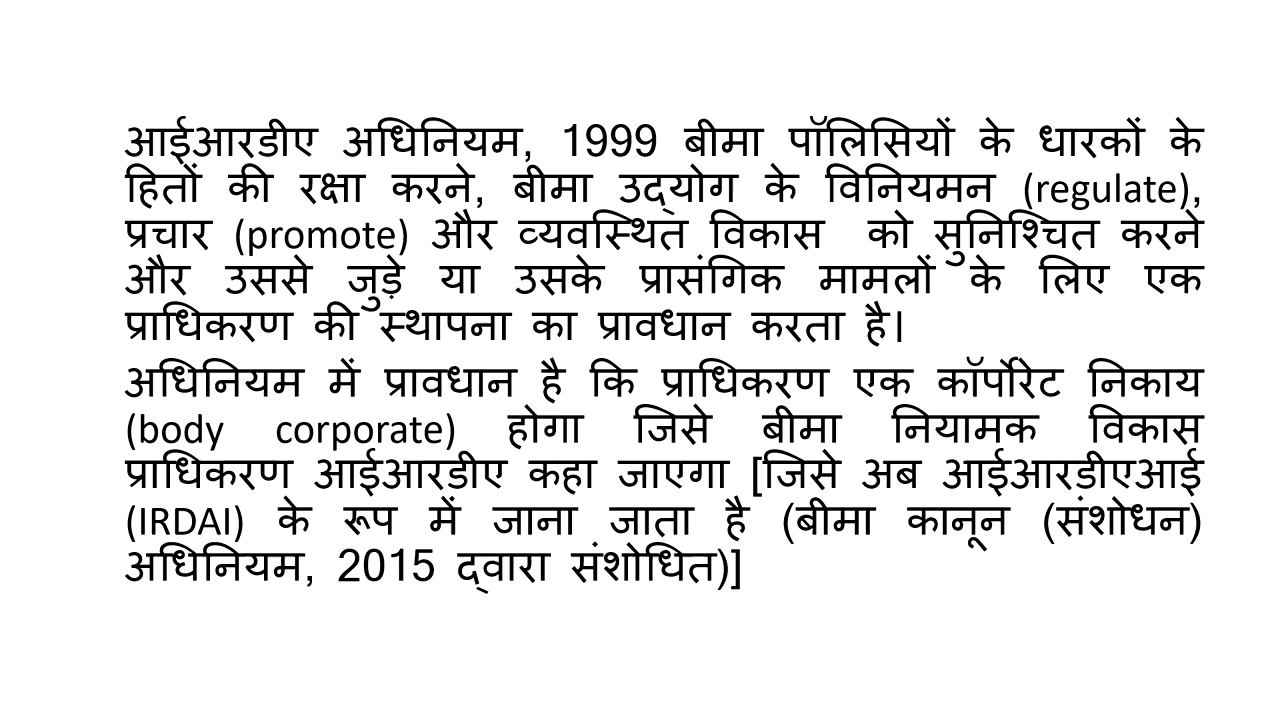 आईआरडीए अधिनियम, 1999 बीमा पॉलिसियों के धारकों के
हितों की रक्षा करने, बीमा उद्योग के विनियमन (regulate),
प्रचार (promote) और व्यवस्थित विकास को सुनिश्चित करने
और उससे जुड़े या उसके प्रासंगिक मामलों के लिए एक
प्राधिकरण की स्थापना का प्रावधान करता है।
अधिनियम में प्रावधान है कि प्राधिकरण एक कॉर्पोरेट निकाय
(body corporate) होगा जिसे बीमा नियामक विकास
प्राधिकरण आईआरडीए कहा जाएगा [जिसे अब आईआरडीएआई
(IRDAI) के रूप में जाना जाता है (बीमा कानून (संशोधन)
अधिनियम, 2015 द्वारा संशोधित)]